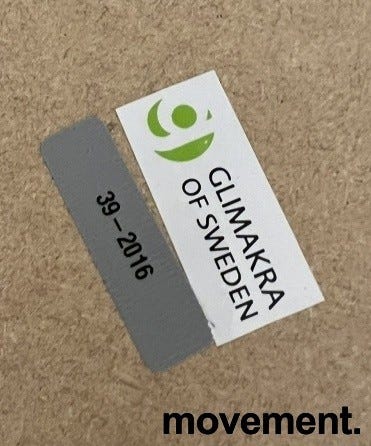 GLIMAKRA
OF SWEDEN
39-2016
movement.